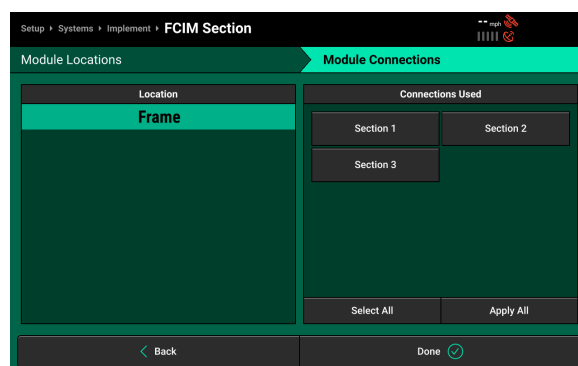 Setup › Systems › Implement › FCIM Section
-- mph
Module Locations
Module Connections
Location
Connections Used
Frame
Section 1
Section 2
Section 3
Select All
Apply All
Back
Done